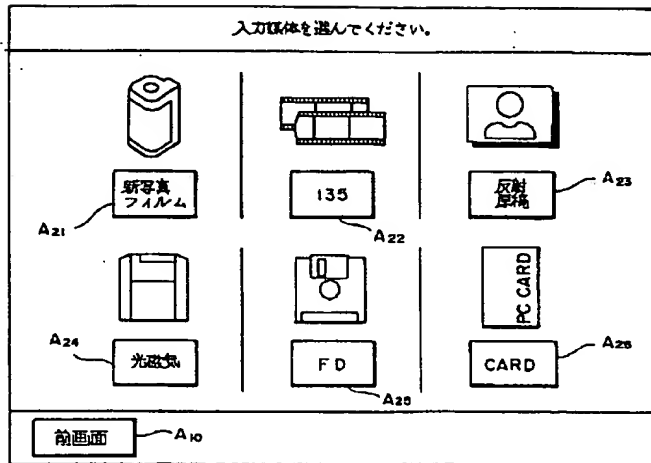 入力媒体を選んでください。
新写真
フィルム
135
反射
原稿
A21
A22
A23
PC CARD
光磁気
FD
CARD
A24
A25
A26
前画面
A10